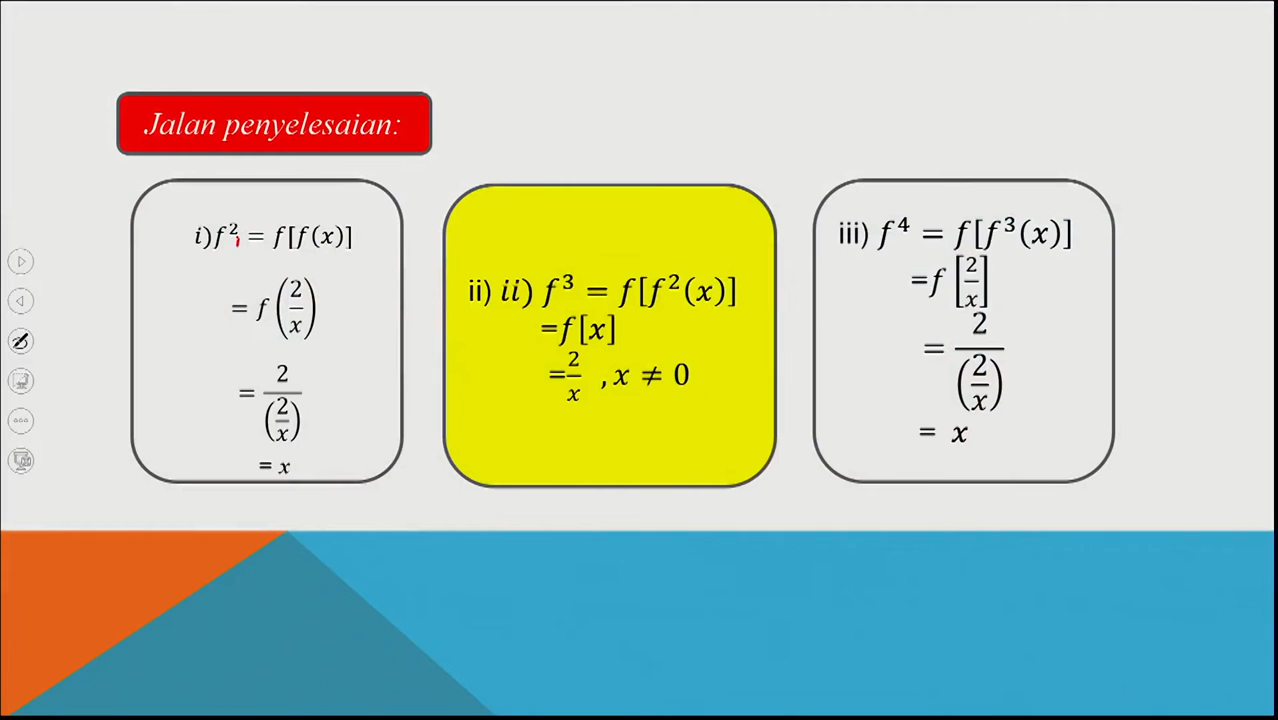 Jalan penyelesaian:
i)f² = f[f(x)]
= f(2/x)
= 2/(2/x)
= x
ii) ii) f³ = f[f²(x)]
=f[x]
=2/x , x ≠ 0
iii) f⁴ = f[f³(x)]
=f[2/x]
= 2/(2/x)
= x